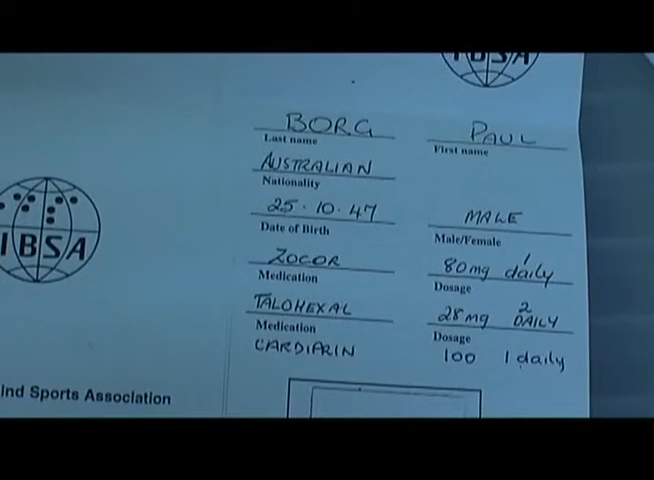 IBSA
BORG PAUL
Last name First name
AUSTRALIAN
Nationality
25.10.47 MALE
Date of Birth Male/Female
ZOCOR 80mg 1 daily
Medication Dosage
TALOHEXAL 28mg 2 DAILY
Medication Dosage
CARDIPRIN 100 1 daily
IBSA
ind Sports Association